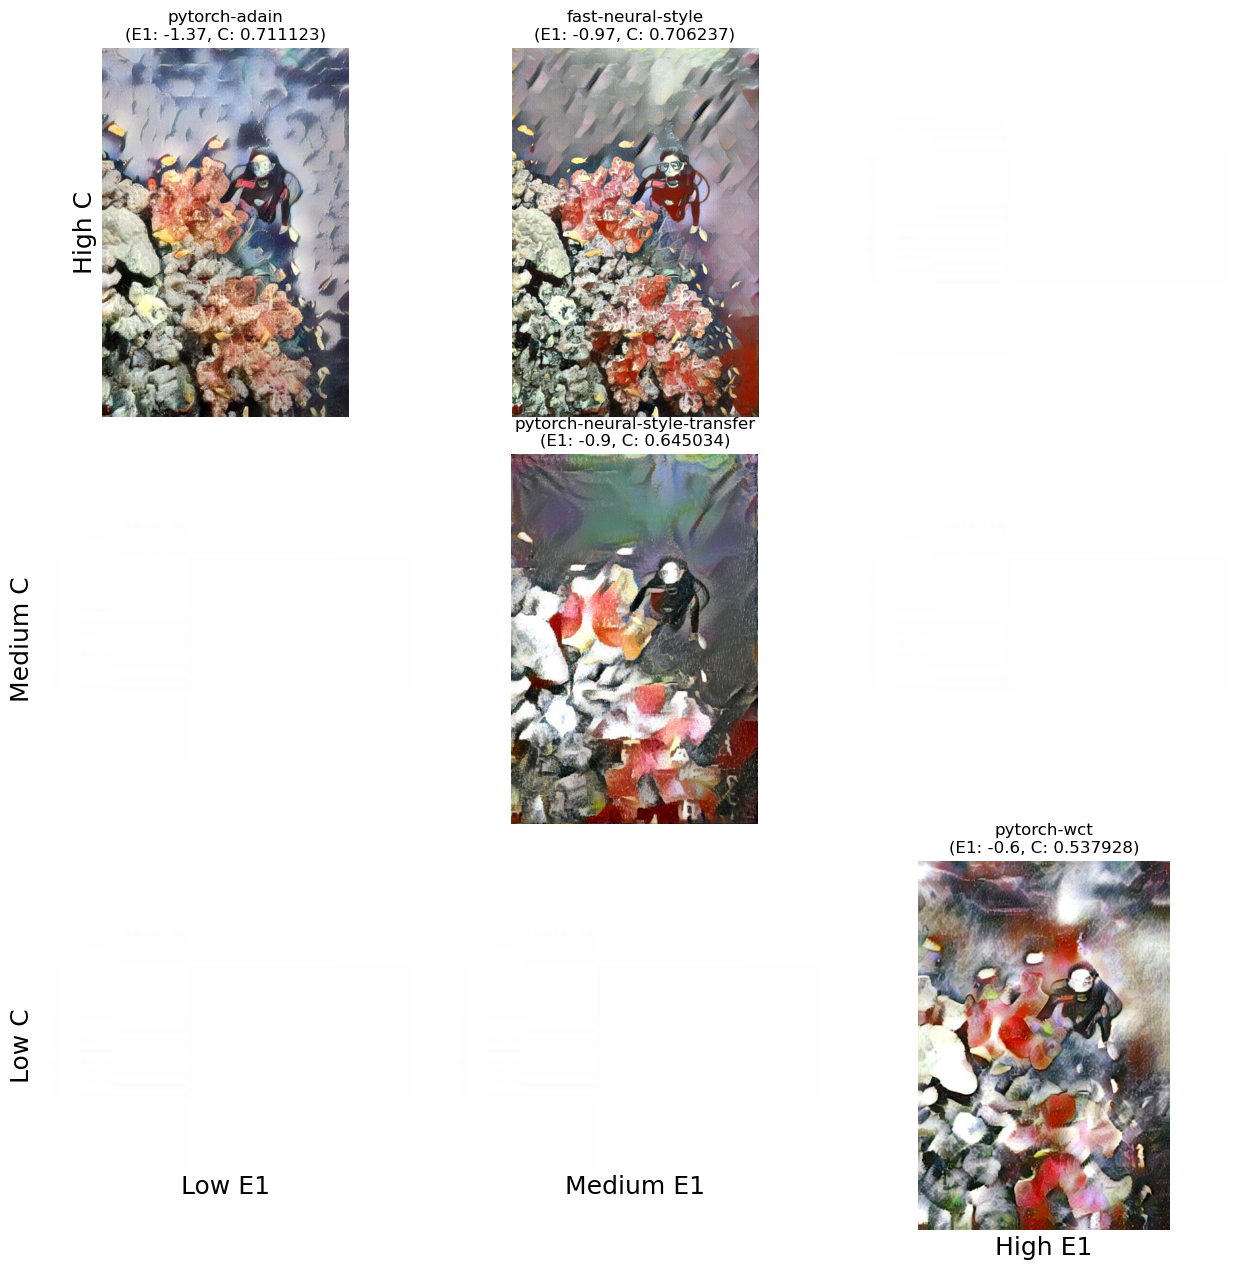 pytorch-adain
(E1: -1.37, C: 0.711123)
fast-neural-style
(E1: -0.97, C: 0.706237)
High C
pytorch-neural-style-transfer
(E1: -0.9, C: 0.645034)
Medium C
pytorch-wct
(E1: -0.6, C: 0.537928)
Low C
Low E1
Medium E1
High E1